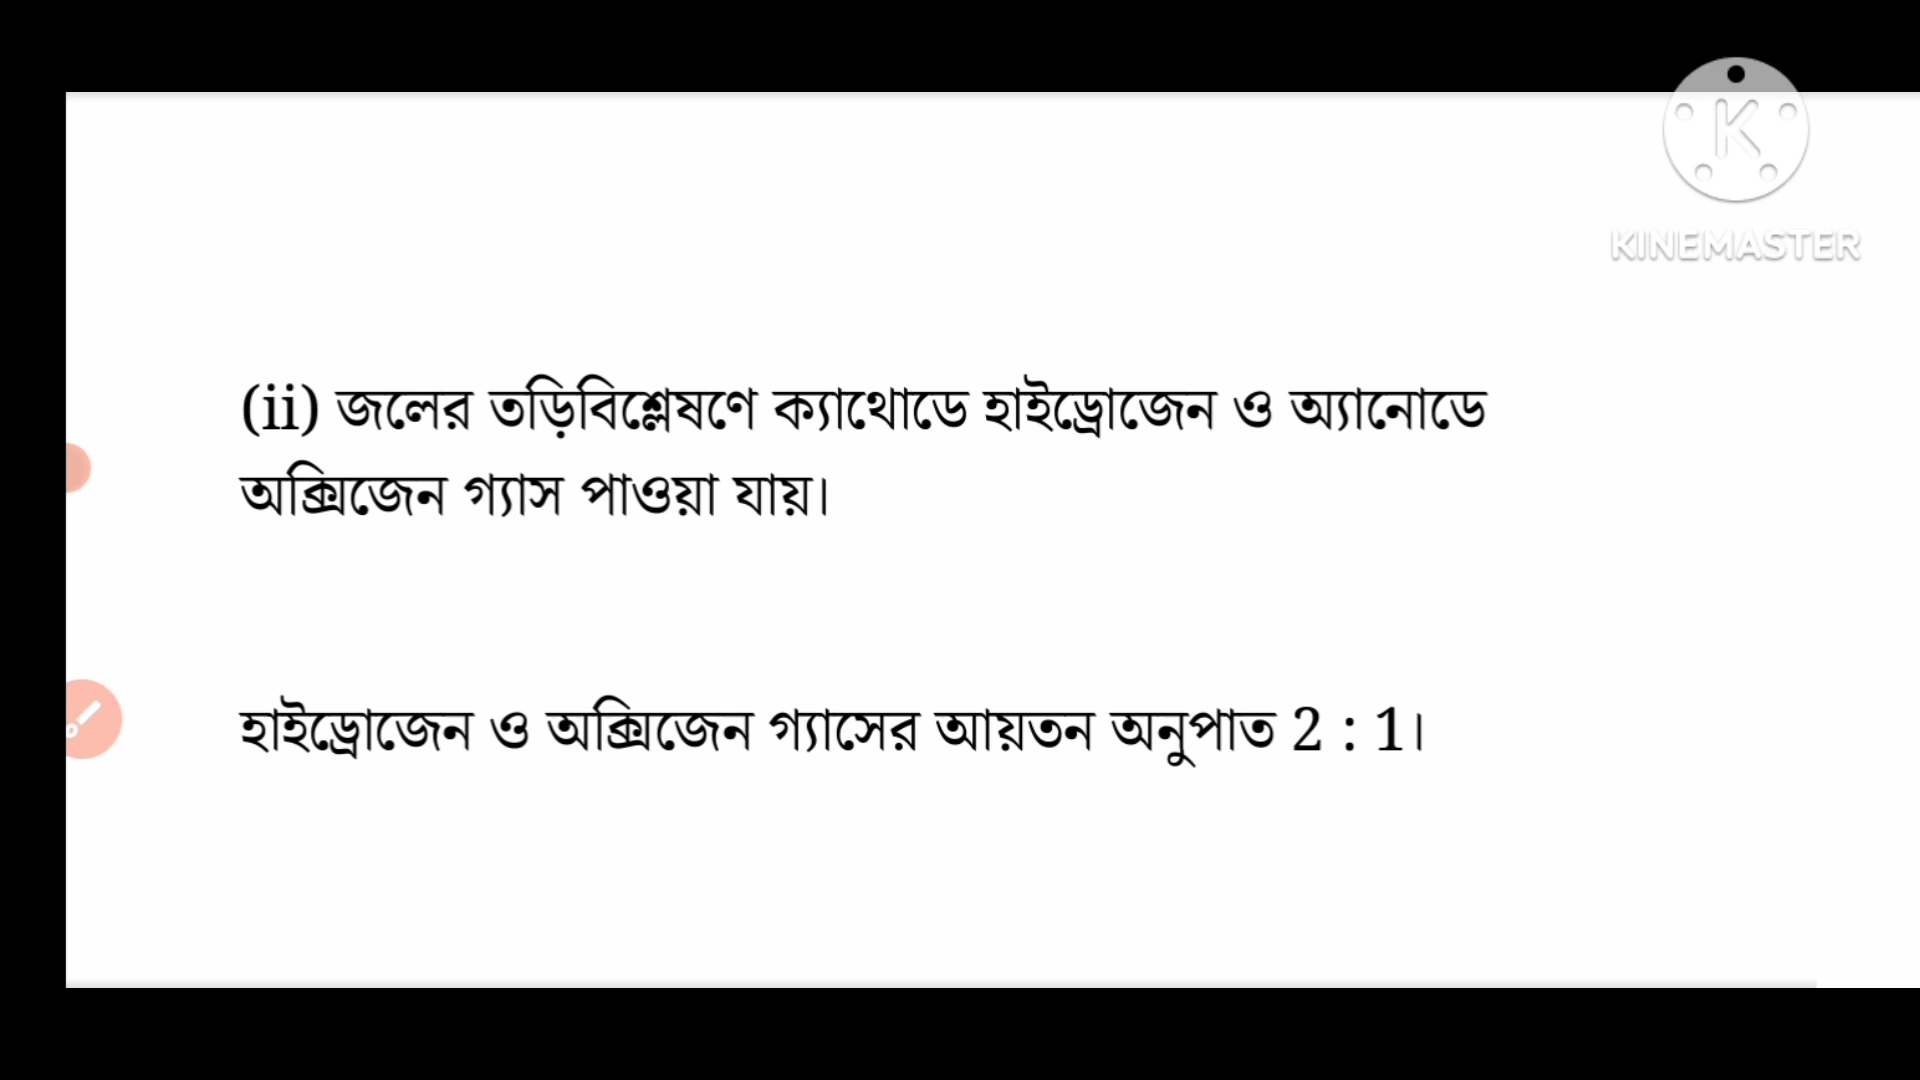 K
KINEMASTER
(ii) জলের তড়িবিশ্লেষণে ক্যাথোডে হাইড্রোজেন ও অ্যানোডে
অক্সিজেন গ্যাস পাওয়া যায়।
হাইড্রোজেন ও অক্সিজেন গ্যাসের আয়তন অনুপাত 2 : 1।